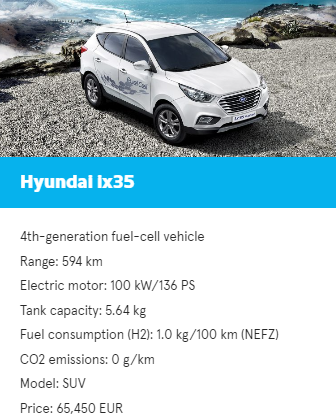 Hyundai Ix35
4th-generation fuel-cell vehicle
Range: 594 km
Electric motor: 100 kW/136 PS
Tank capacity: 5.64 kg
Fuel consumption (H2): 1.0 kg/100 km (NEFZ)
CO2 emissions: 0 g/km
Model: SUV
Price: 65,450 EUR